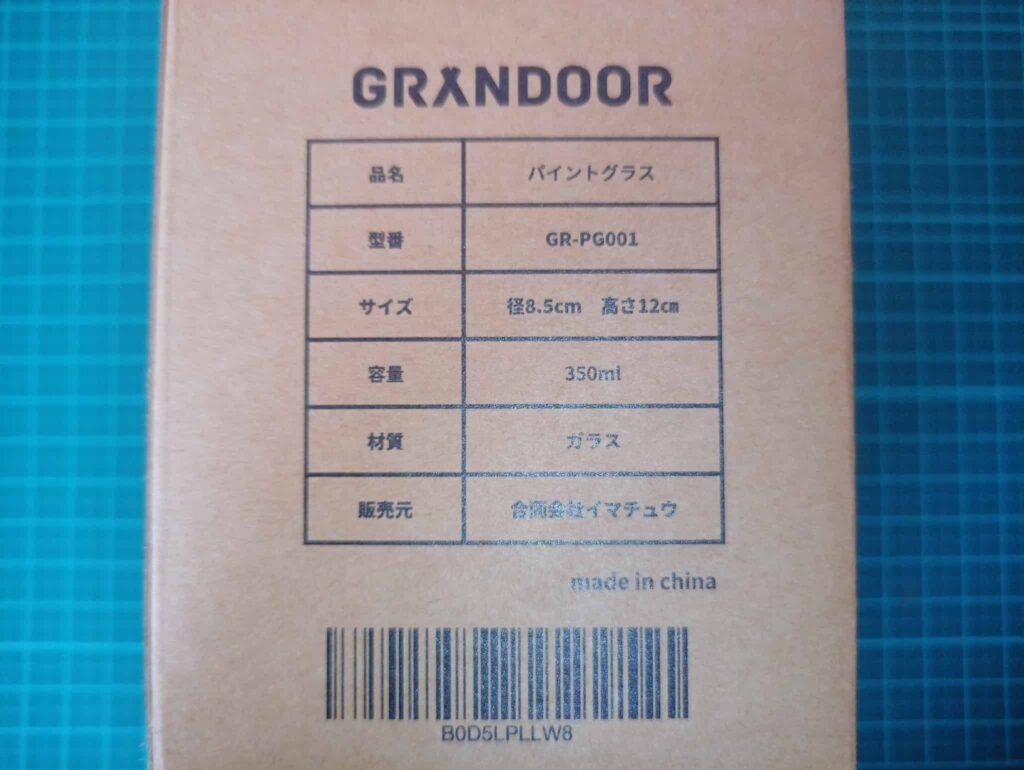 GRANDOOR
品名 パイントグラス
型番 GR-PG001
サイズ 径8.5cm 高さ12㎝
容量 350ml
材質 ガラス
販売元 合同会社イマチュウ
made in china
B0D5LPLLW8